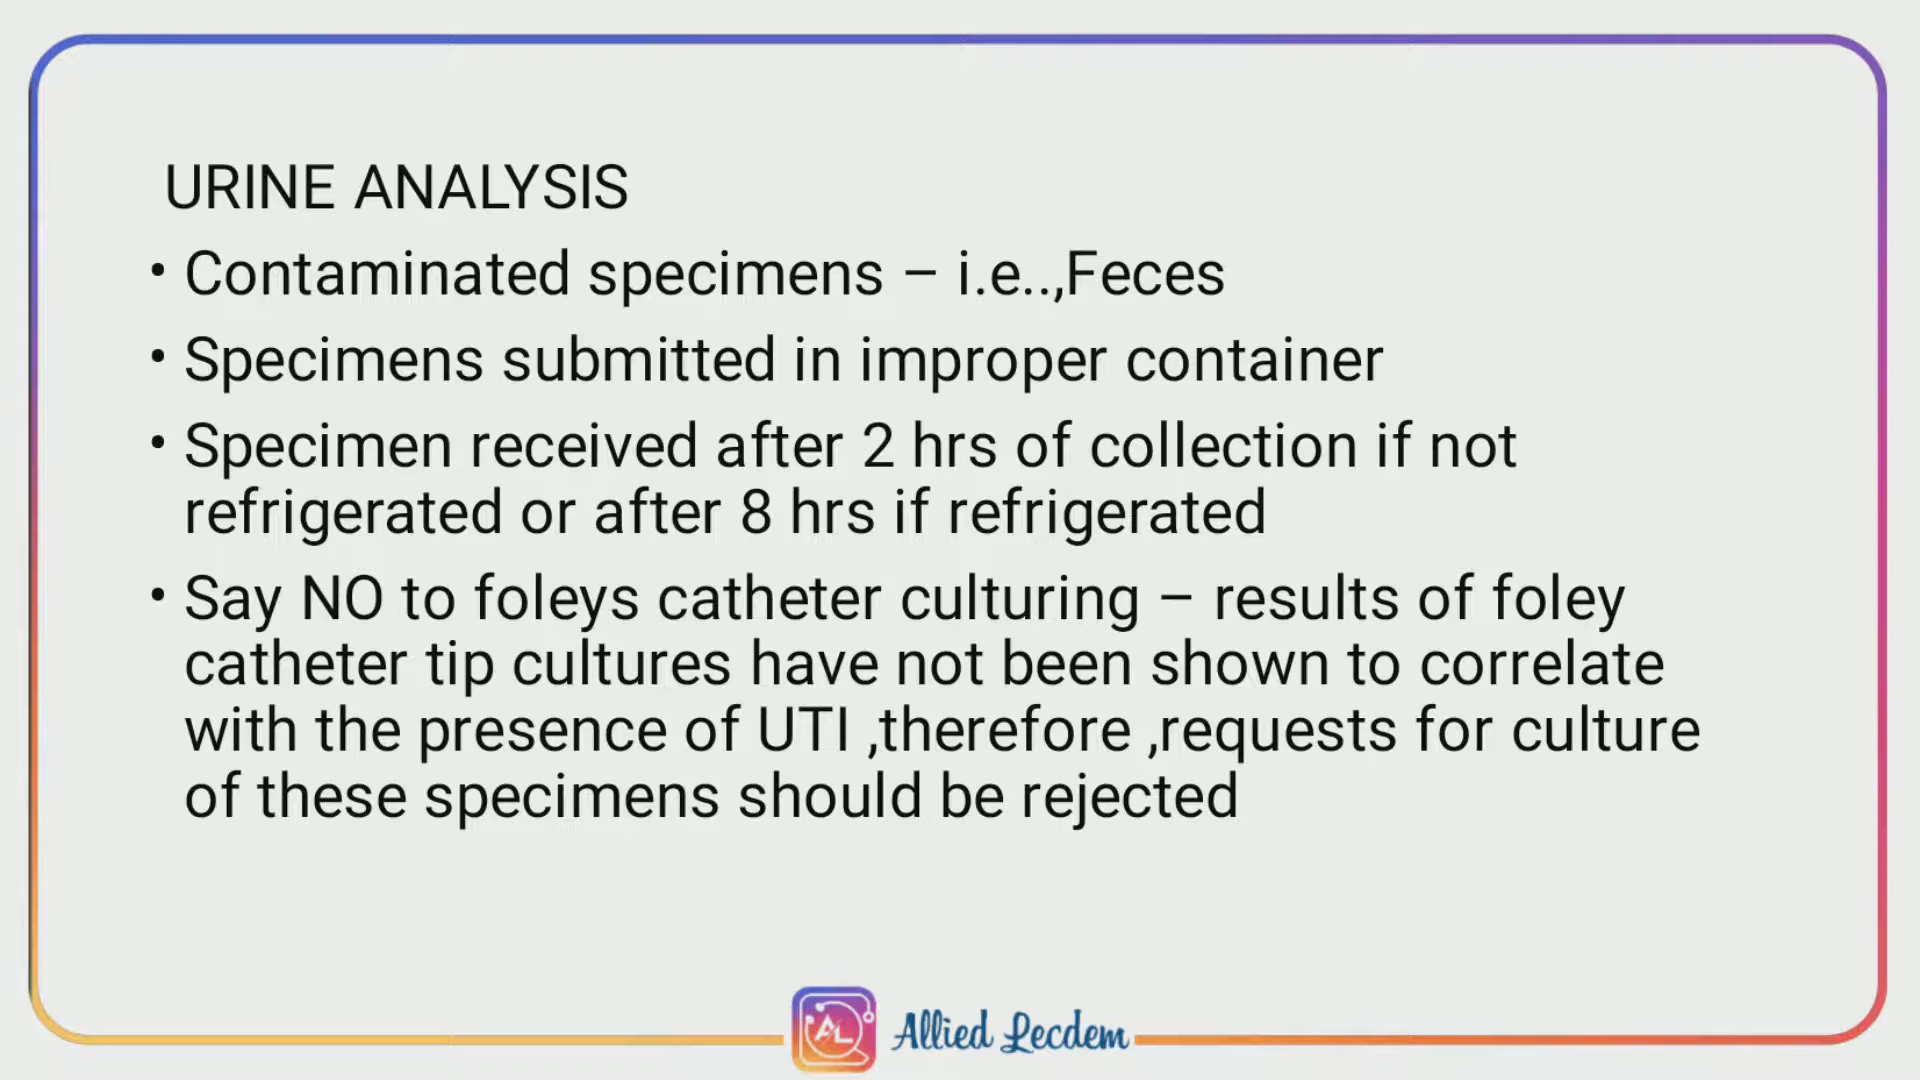 URINE ANALYSIS
• Contaminated specimens – i.e..,Feces
• Specimens submitted in improper container
• Specimen received after 2 hrs of collection if not
refrigerated or after 8 hrs if refrigerated
• Say NO to foleys catheter culturing – results of foley
catheter tip cultures have not been shown to correlate
with the presence of UTI ,therefore ,requests for culture
of these specimens should be rejected
AL Allied Lecdem